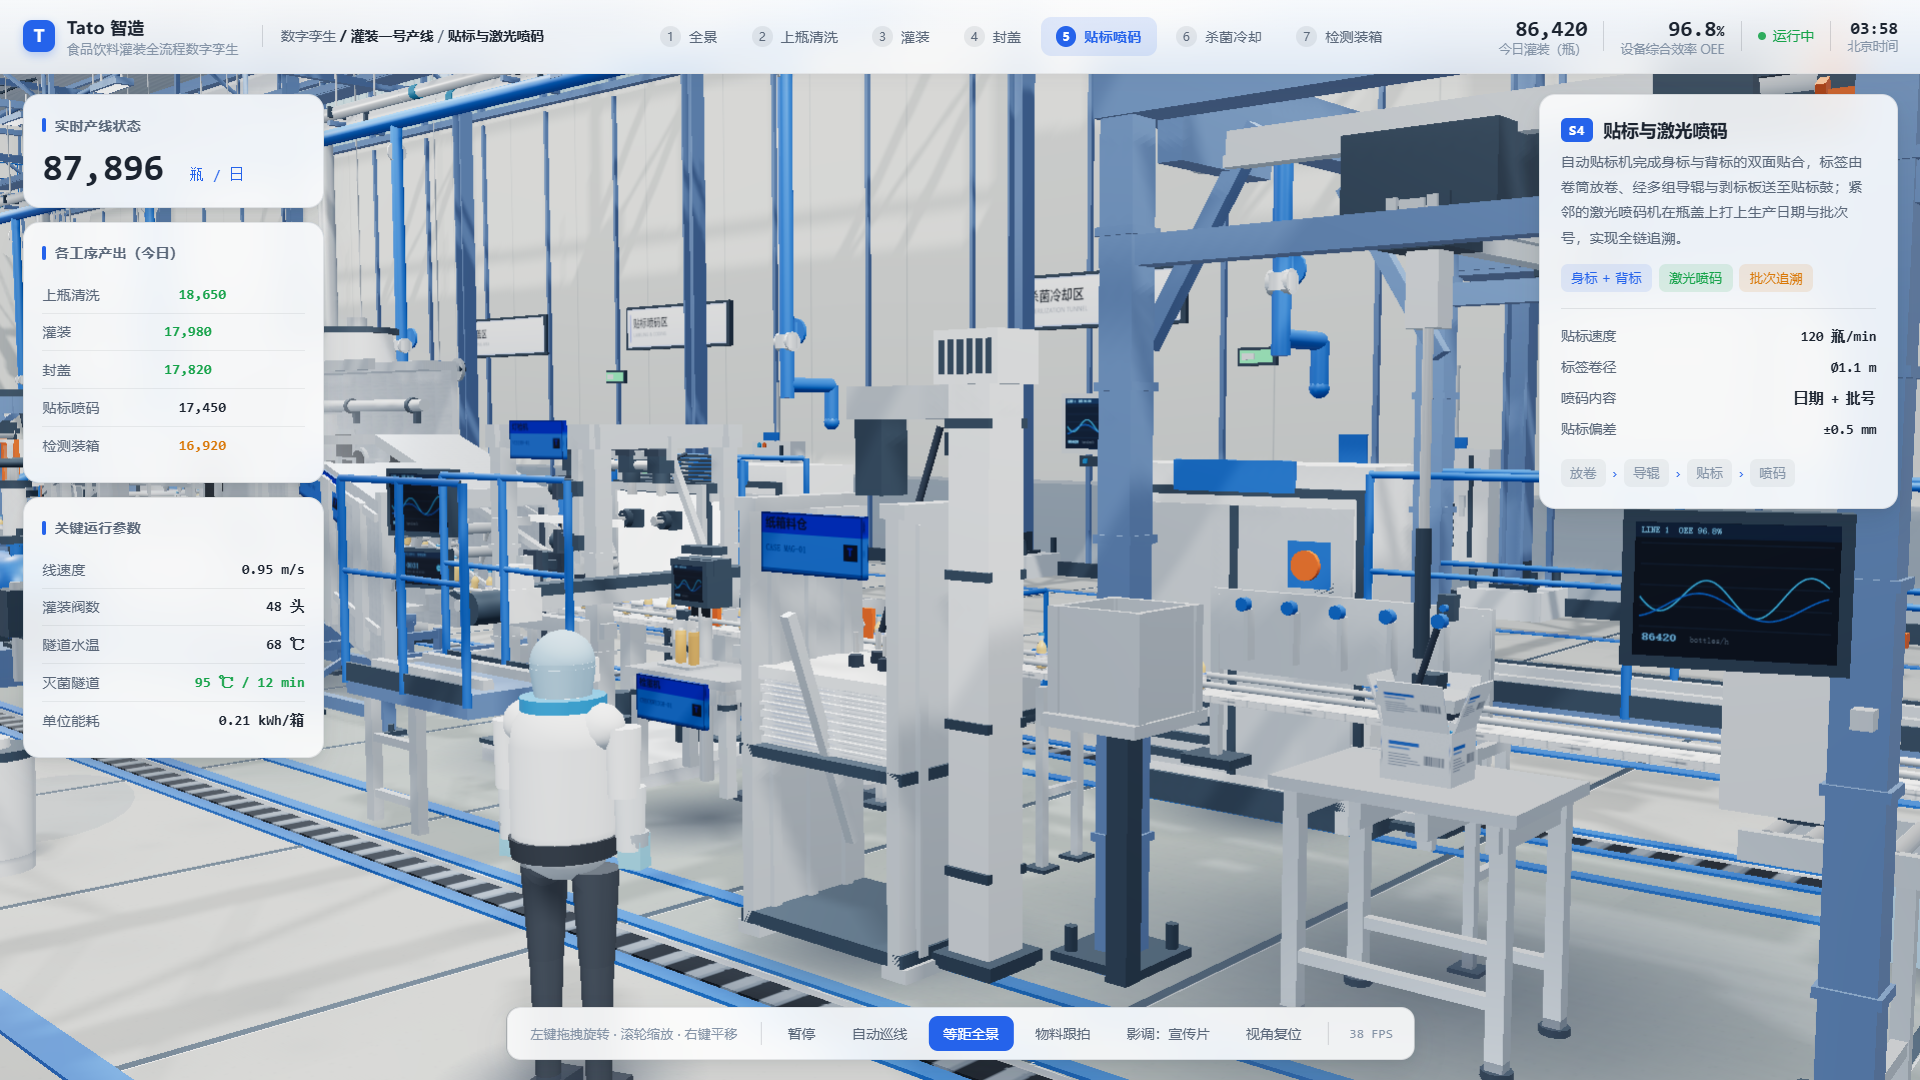 T
Tato 智造
食品饮料灌装全流程数字孪生
数字孪生 / 灌装一号产线 / 贴标与激光喷码
1 全景
2 上瓶清洗
3 灌装
4 封盖
5 贴标喷码
6 杀菌冷却
7 检测装箱
86,420
今日灌装（瓶）
96.8%
设备综合效率 OEE
运行中
03:58
北京时间
实时产线状态
87,896 瓶 / 日
各工序产出（今日）
上瓶清洗 18,650
灌装 17,980
封盖 17,820
贴标喷码 17,450
检测装箱 16,920
关键运行参数
线速度 0.95 m/s
灌装阀数 48 头
隧道水温 68 ℃
灭菌隧道 95 ℃ / 12 min
单位能耗 0.21 kWh/箱
S4 贴标与激光喷码
自动贴标机完成身标与背标的双面贴合，标签由
卷筒放卷、经多组导辊与剥标板送至贴标鼓；紧
邻的激光喷码机在瓶盖上打上生产日期与批次
号，实现全链追溯。
身标 + 背标
激光喷码
批次追溯
贴标速度 120 瓶/min
标签卷径 Ø1.1 m
喷码内容 日期 + 批号
贴标偏差 ±0.5 mm
放卷 › 导辊 › 贴标 › 喷码
贴标喷码区
杀菌冷却区
纸箱料仓
T
LINE 1 OEE 96.8%
86420 bottles/h
左键拖拽旋转 · 滚轮缩放 · 右键平移
暂停
自动巡线
等距全景
物料跟拍
影调：宣传片
视角复位
38 FPS